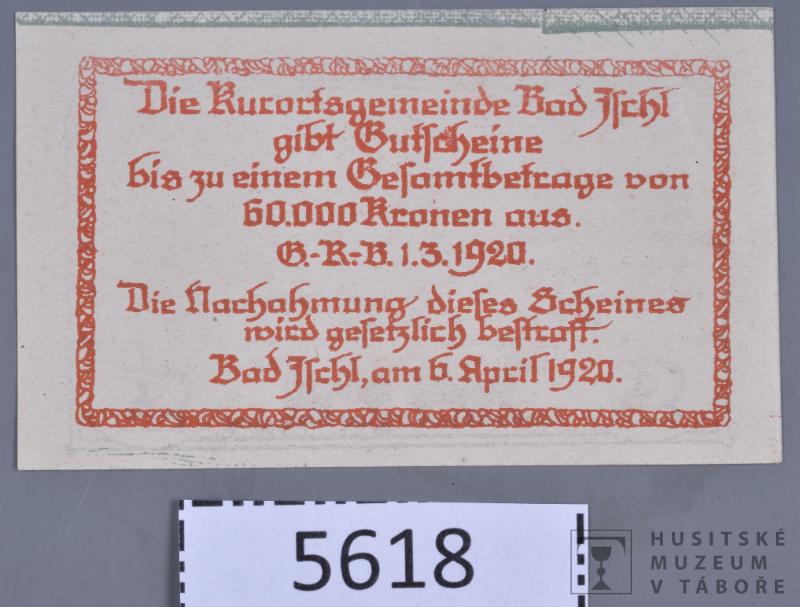 Die Kurortsgemeinde Bad Ischl
gibt Gutscheine
bis zu einem Gesamtbetrage von
60.000 Kronen aus.
G.-R.-B. 1.3.1920.
Die Nachahmung dieses Scheines
wird gesetzlich bestraft.
Bad Ischl, am 6. April 1920.
5618
HUSITSKÉ
MUZEUM
V TÁBOŘE